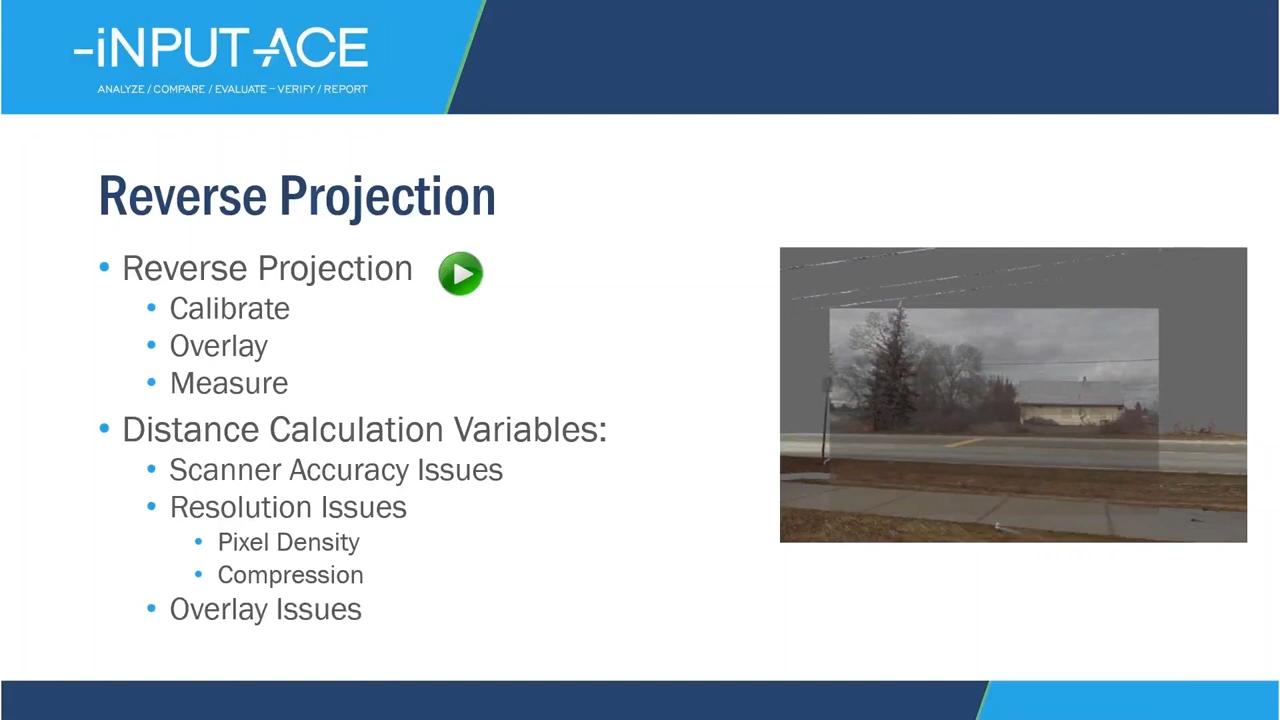 -iNPUT-ACE
ANALYZE / COMPARE / EVALUATE – VERIFY / REPORT
Reverse Projection
• Reverse Projection
• Calibrate
• Overlay
• Measure
• Distance Calculation Variables:
• Scanner Accuracy Issues
• Resolution Issues
• Pixel Density
• Compression
• Overlay Issues